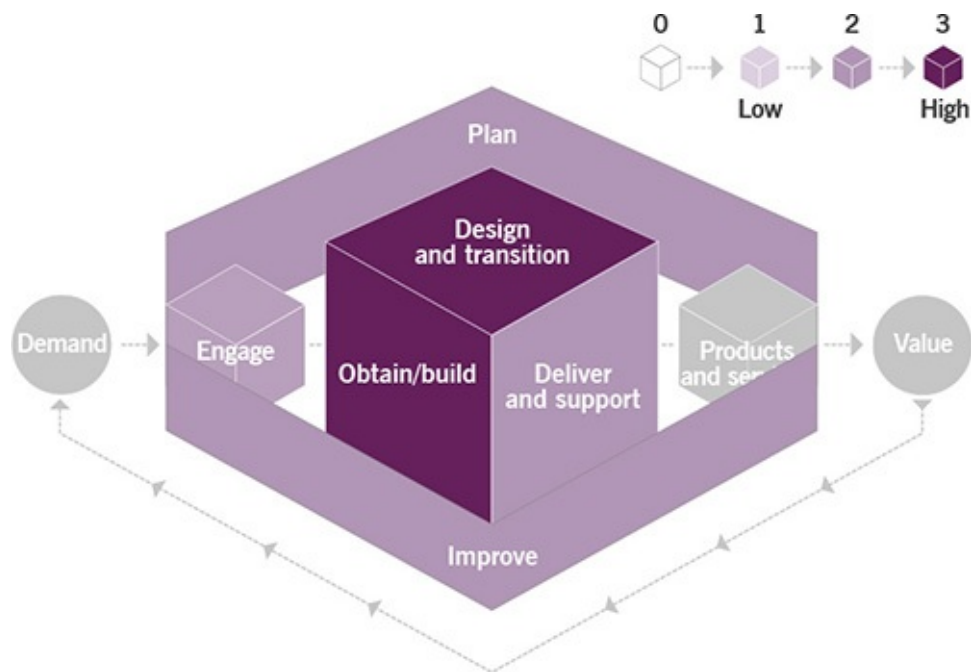 0 1 2 3
Low High
Plan
Design
and transition
Demand
Engage
Obtain/build
Deliver
and support
Products
and
Value
Improve